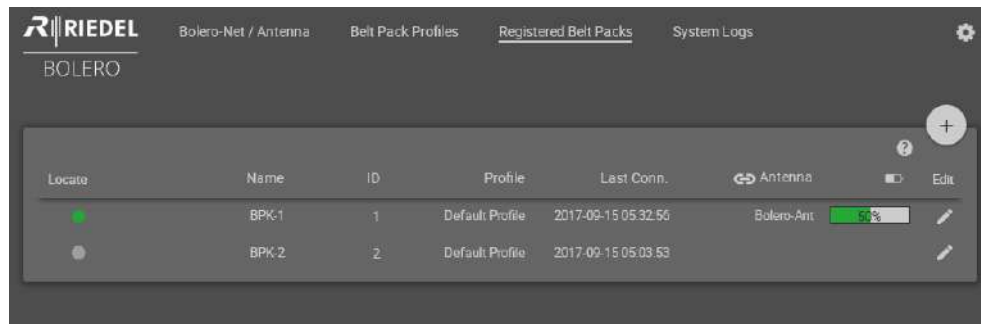 RIEDEL Bolero-Net / Antenna Belt Pack Profiles Registered Belt Packs System Logs
BOLERO
+
?
Locate Name ID Profile Last Conn. Antenna Edit
BPK-1 1 Default Profile 2017-09-15 05:32:56 Bolero-Ant 50%
BPK-2 2 Default Profile 2017-09-15 05:03:53